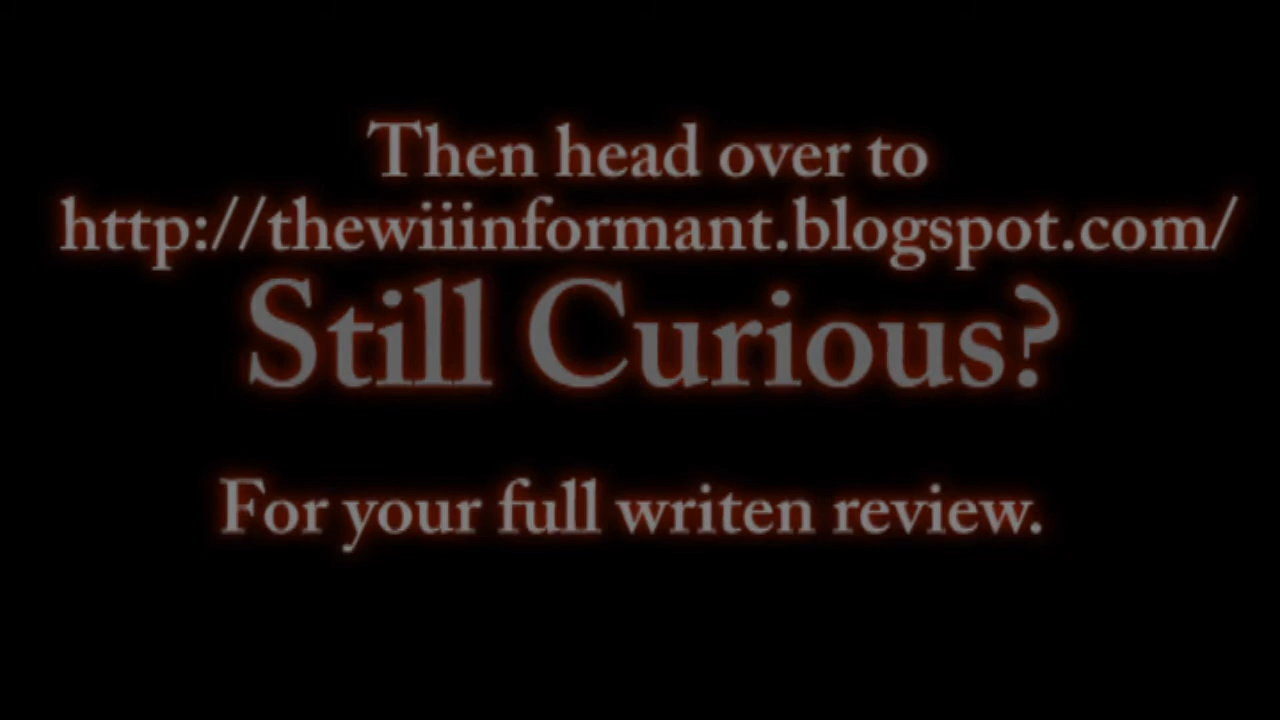 Then head over to
http://thewiiinformant.blogspot.com/
Still Curious?
For your full writen review.